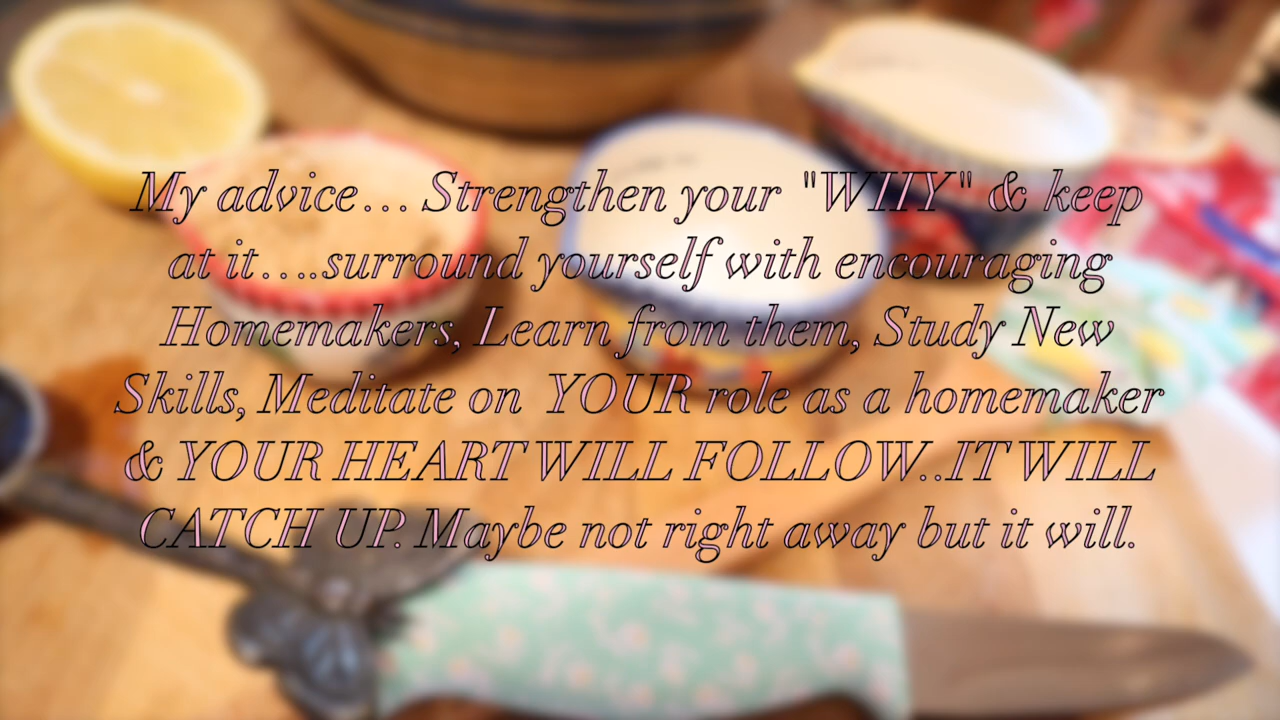 My advice... Strengthen your "WHY" & keep
at it....surround yourself with encouraging
Homemakers, Learn from them, Study New
Skills, Meditate on YOUR role as a homemaker
& YOUR HEART WILL FOLLOW..IT WILL
CATCH UP. Maybe not right away but it will.